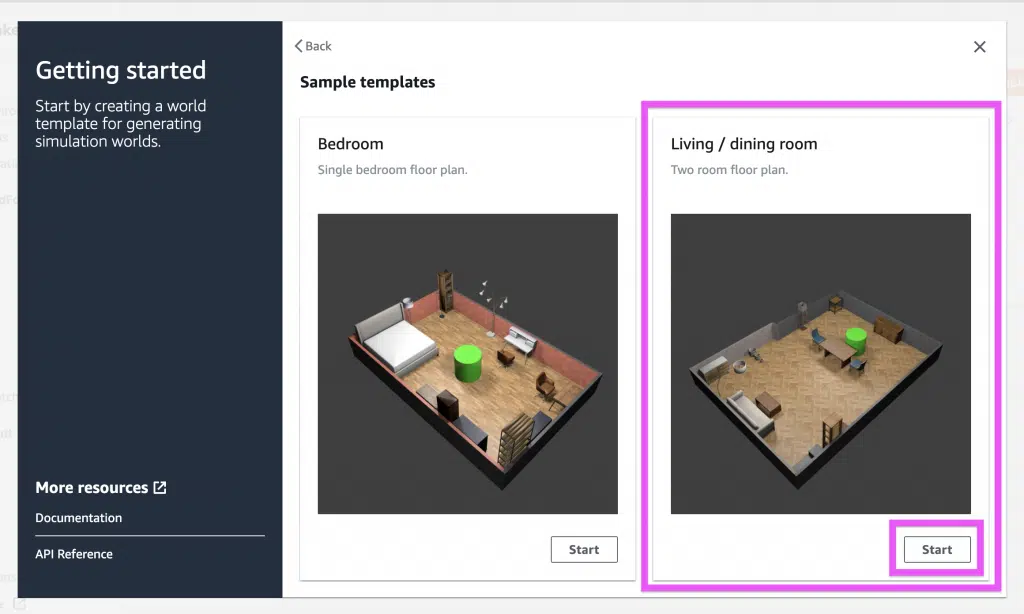 Getting started
Start by creating a world
template for generating
simulation worlds.
More resources
Documentation
API Reference
Back
Sample templates
Bedroom
Single bedroom floor plan.
Start
Living / dining room
Two room floor plan.
Start